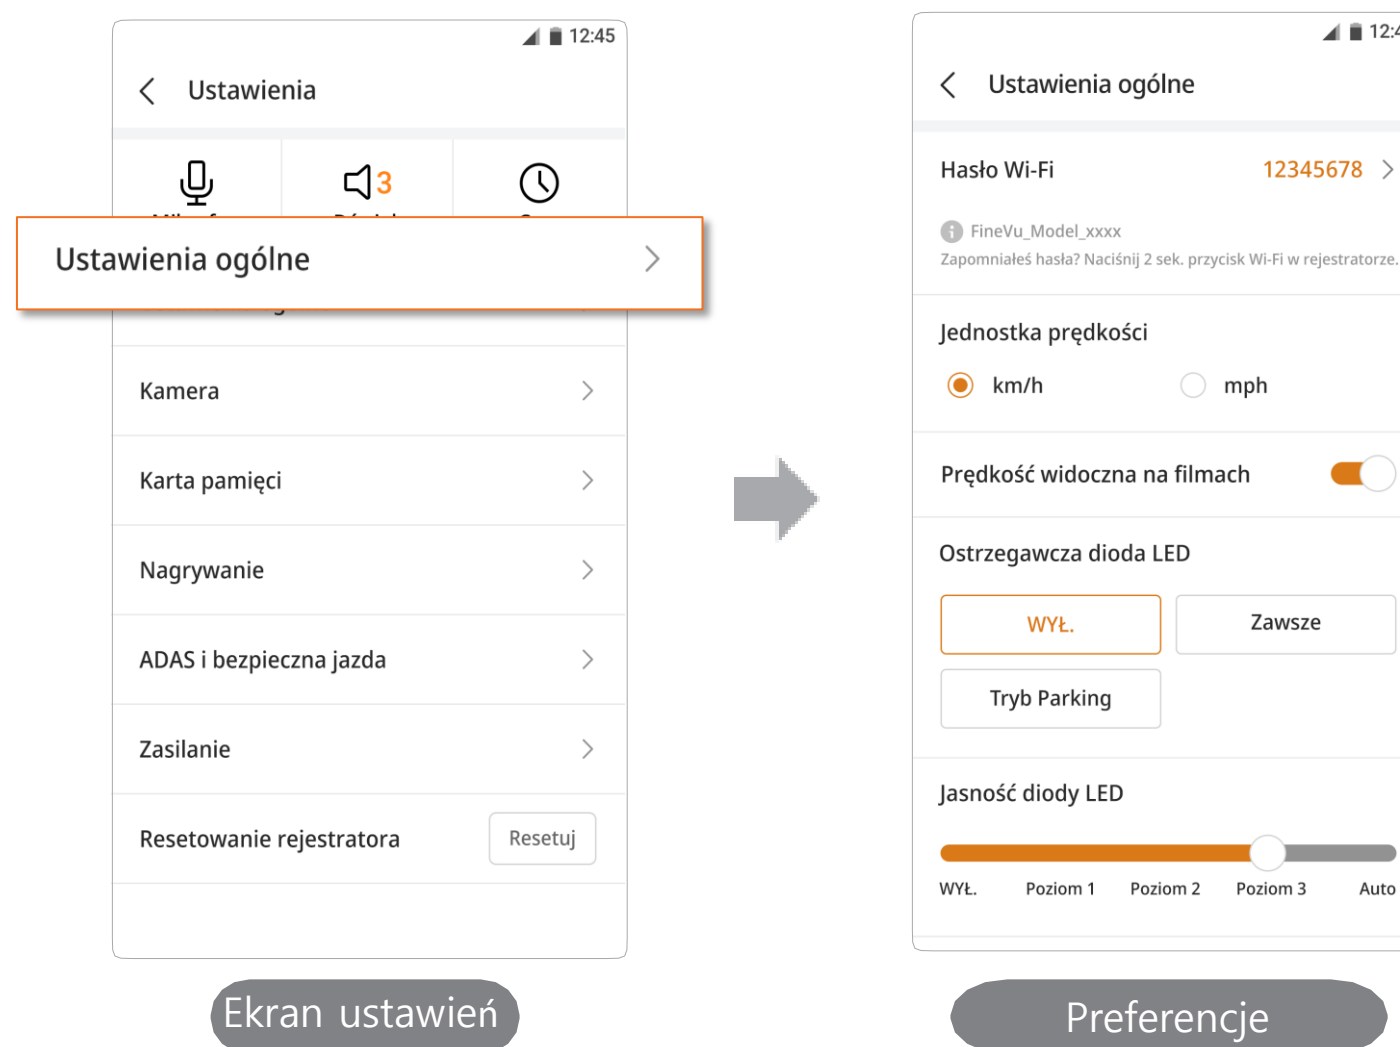 12:45
Ustawienia
3
Ustawienia ogólne
Kamera
Karta pamięci
Nagrywanie
ADAS i bezpieczna jazda
Zasilanie
Resetowanie rejestratora
Resetuj
Ekran ustawień
12:4
Ustawienia ogólne
Hasło Wi-Fi 12345678
FineVu_Model_xxxx
Zapomniałeś hasła? Naciśnij 2 sek. przycisk Wi-Fi w rejestratorze.
Jednostka prędkości
km/h mph
Prędkość widoczna na filmach
Ostrzegawcza dioda LED
WYŁ. Zawsze
Tryb Parking
Jasność diody LED
WYŁ. Poziom 1 Poziom 2 Poziom 3 Auto
Preferencje